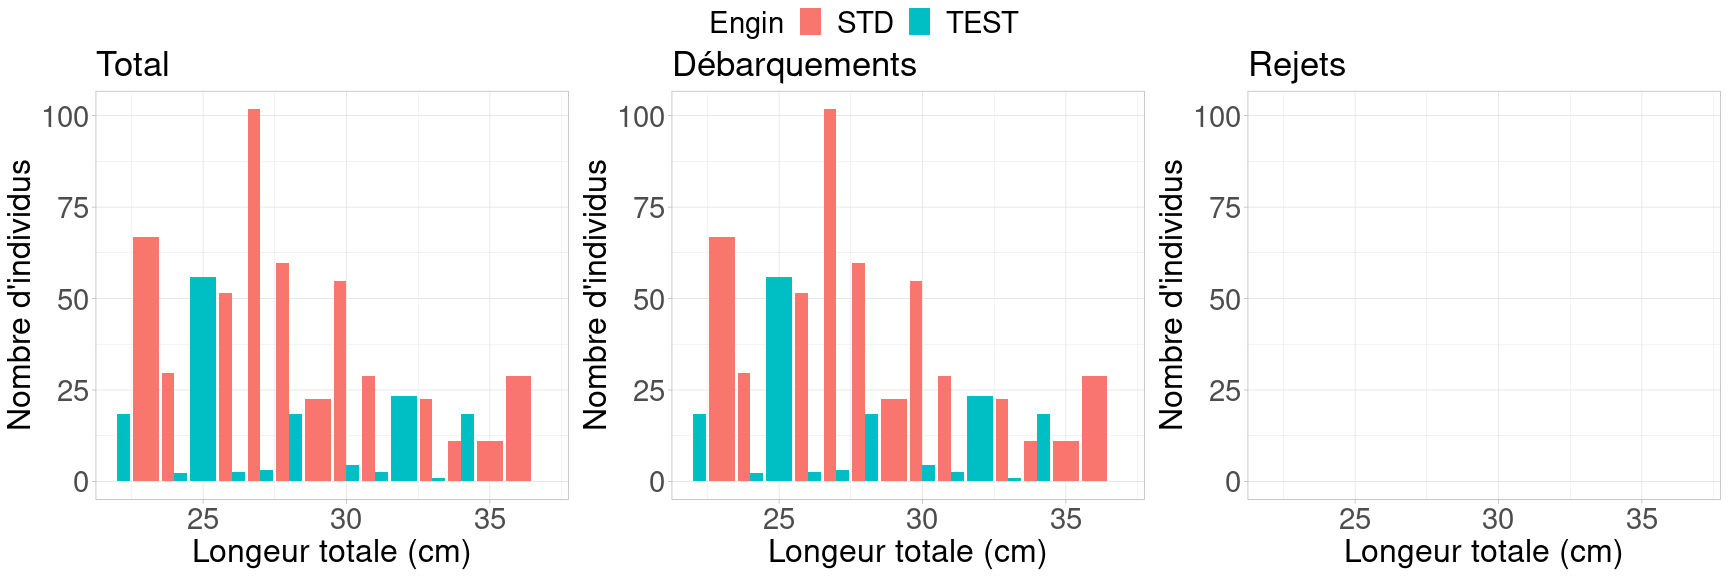 Engin STD TEST
Total Débarquements Rejets
Nombre d'individus
100
75
50
25
0
25 30 35
Longeur totale (cm)
Nombre d'individus
100
75
50
25
0
25 30 35
Longeur totale (cm)
Nombre d'individus
100
75
50
25
0
25 30 35
Longeur totale (cm)